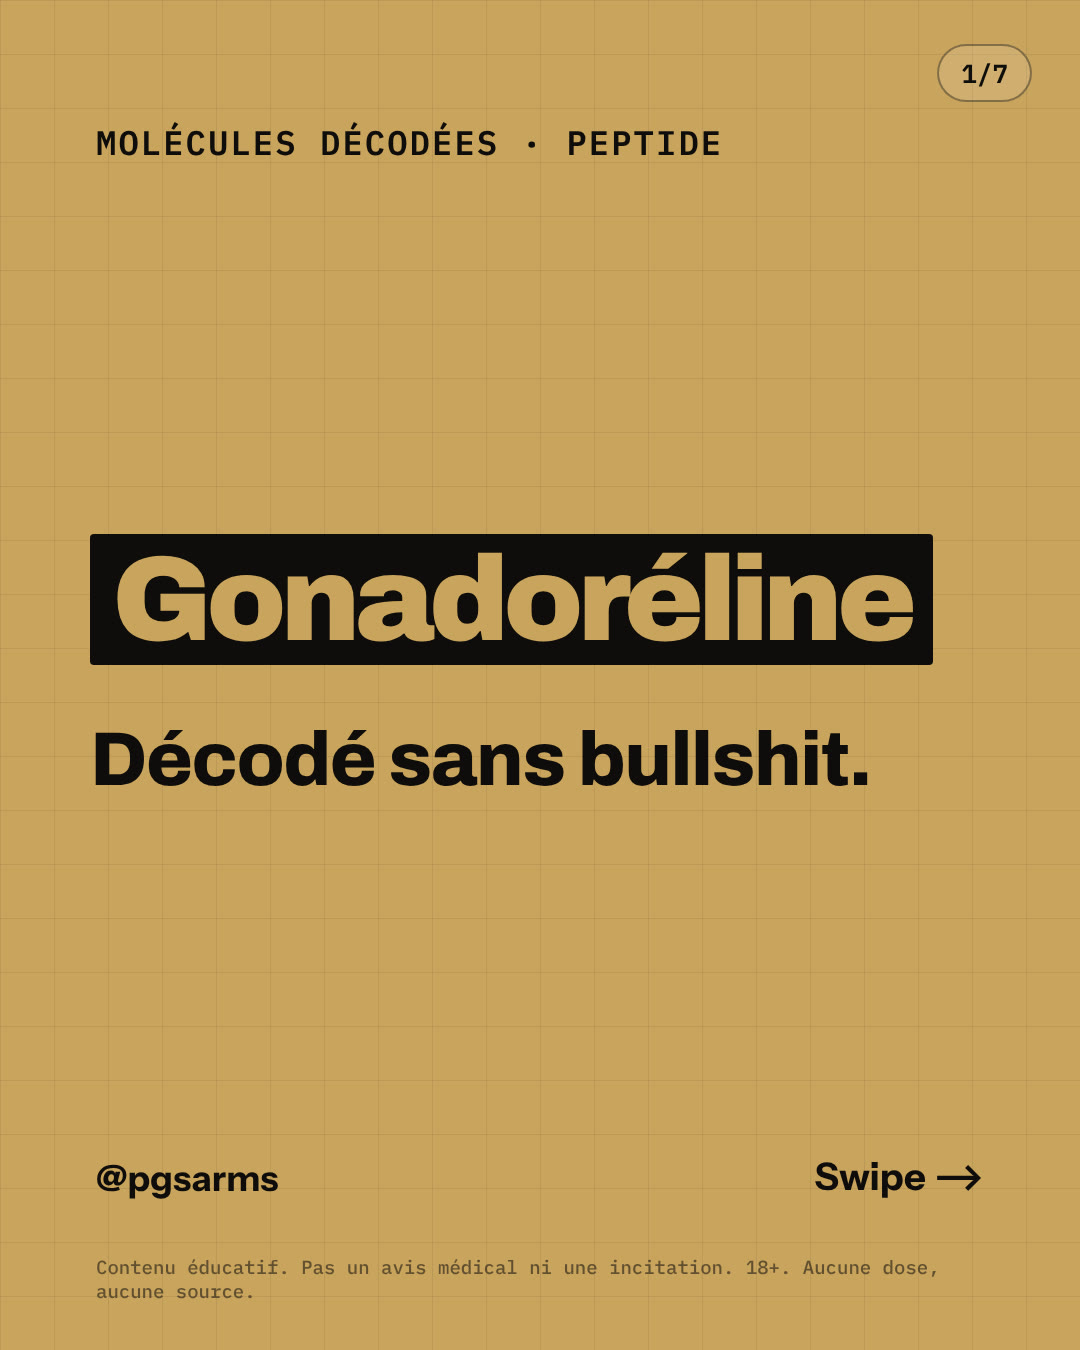 1/7
MOLÉCULES DÉCODÉES · PEPTIDE
Gonadoréline
Décodé sans bullshit.
@pgsarms
Swipe →
Contenu éducatif. Pas un avis médical ni une incitation. 18+. Aucune dose,
aucune source.